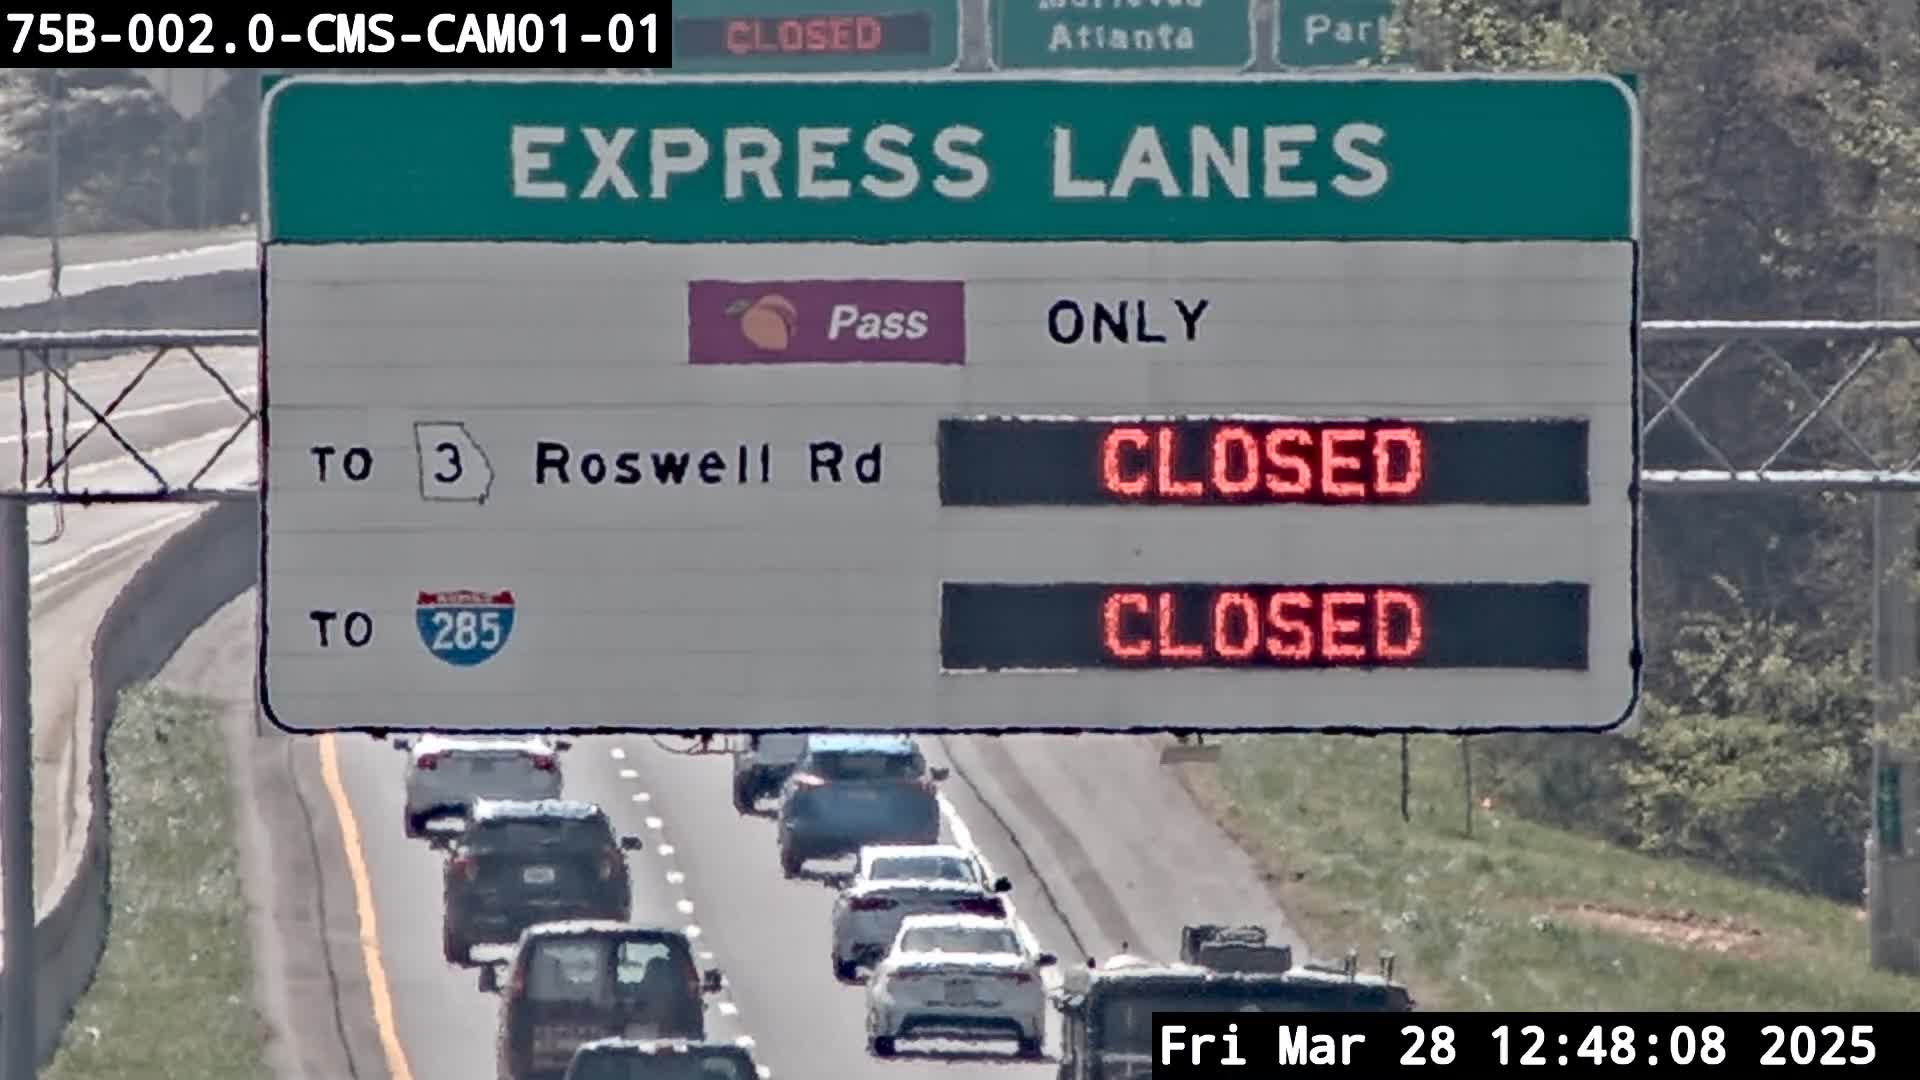 75B-002.0-CMS-CAM01-01
CLOSED
Atlanta
EXPRESS LANES
Pass ONLY
TO 3 Roswell Rd CLOSED
TO 285 CLOSED
Fri Mar 28 12:48:08 2025